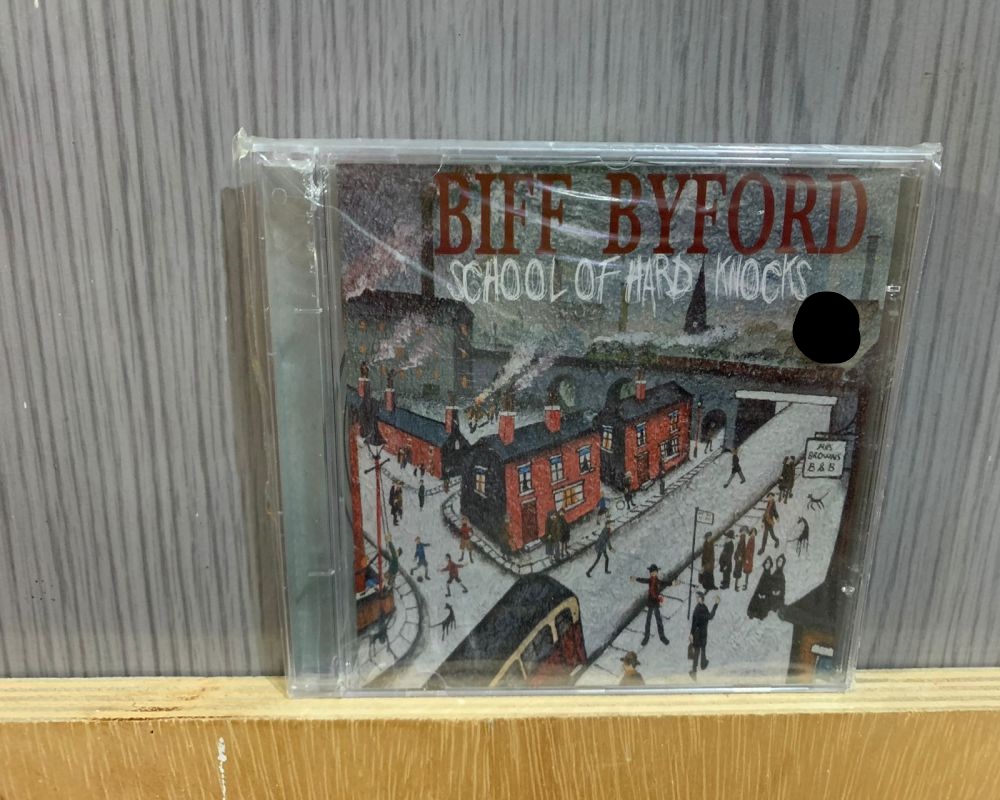 BIFF BYFORD
SCHOOL OF HARD KNOCKS
MRS
BROWNS
B & B